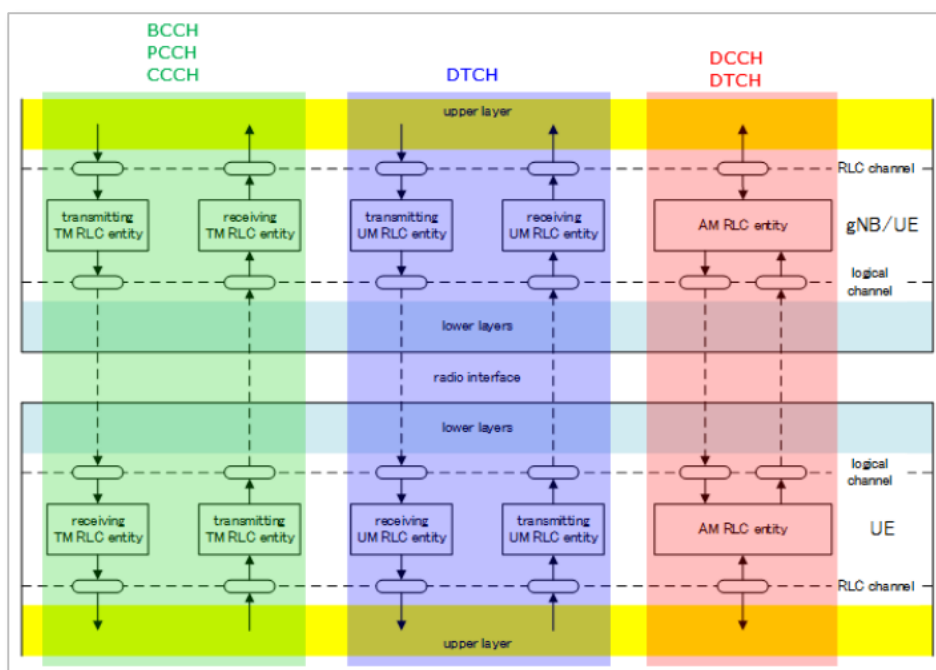 BCCH
PCCH
CCCH
DTCH
DCCH
DTCH
upper layer
RLC channel
transmitting
TM RLC entity
receiving
TM RLC entity
transmitting
UM RLC entity
receiving
UM RLC entity
AM RLC entity
gNB/UE
logical
channel
lower layers
radio interface
lower layers
logical
channel
receiving
TM RLC entity
transmitting
TM RLC entity
receiving
UM RLC entity
transmitting
UM RLC entity
AM RLC entity
UE
RLC channel
upper layer